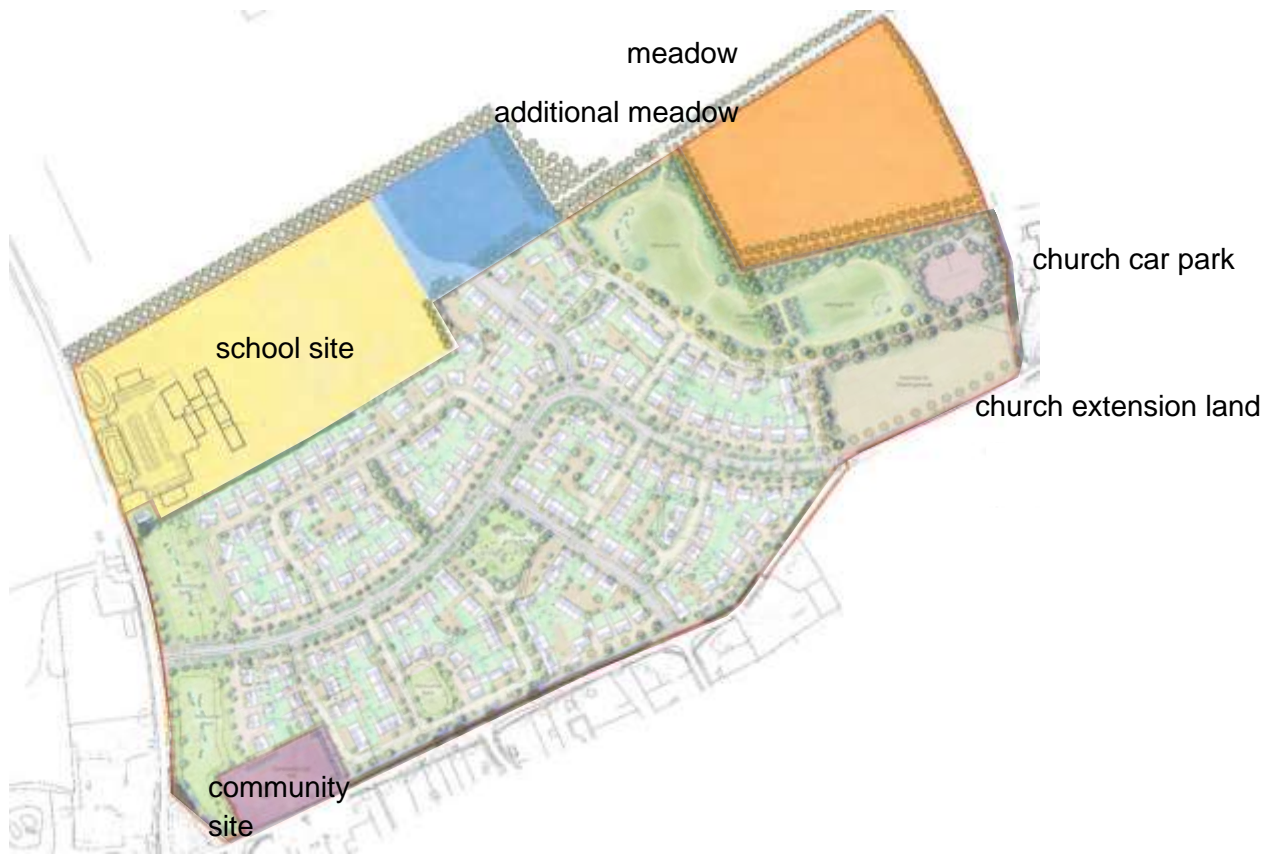 meadow
additional meadow
church car park
school site
church extension land
community
site